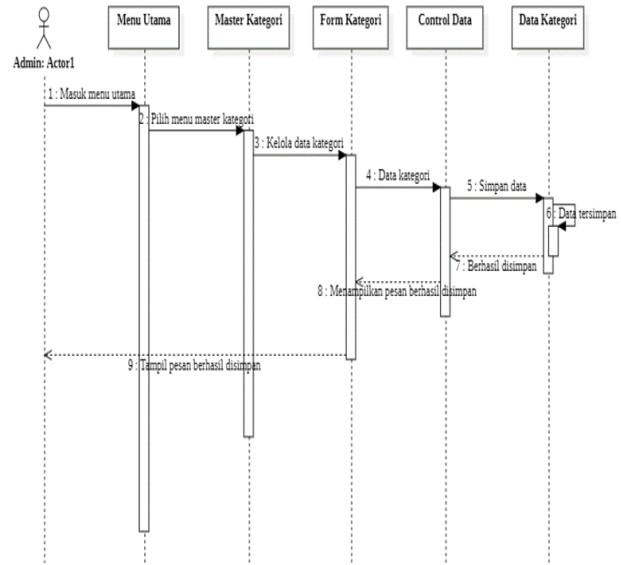 Menu Utama
Master Kategori
Form Kategori
Control Data
Data Kategori
Admin: Actor1
1 : Masuk menu utama
2 : Pilih menu master kategoti
3 : Kelola data kategori
4 : Data kategori
5 : Simpan data
6 : Data tersimpan
7 : Berhasil disimpan
8 : Menampilkan pesan berhasil disimpan
9 : Tampil pesan berhasil disimpan